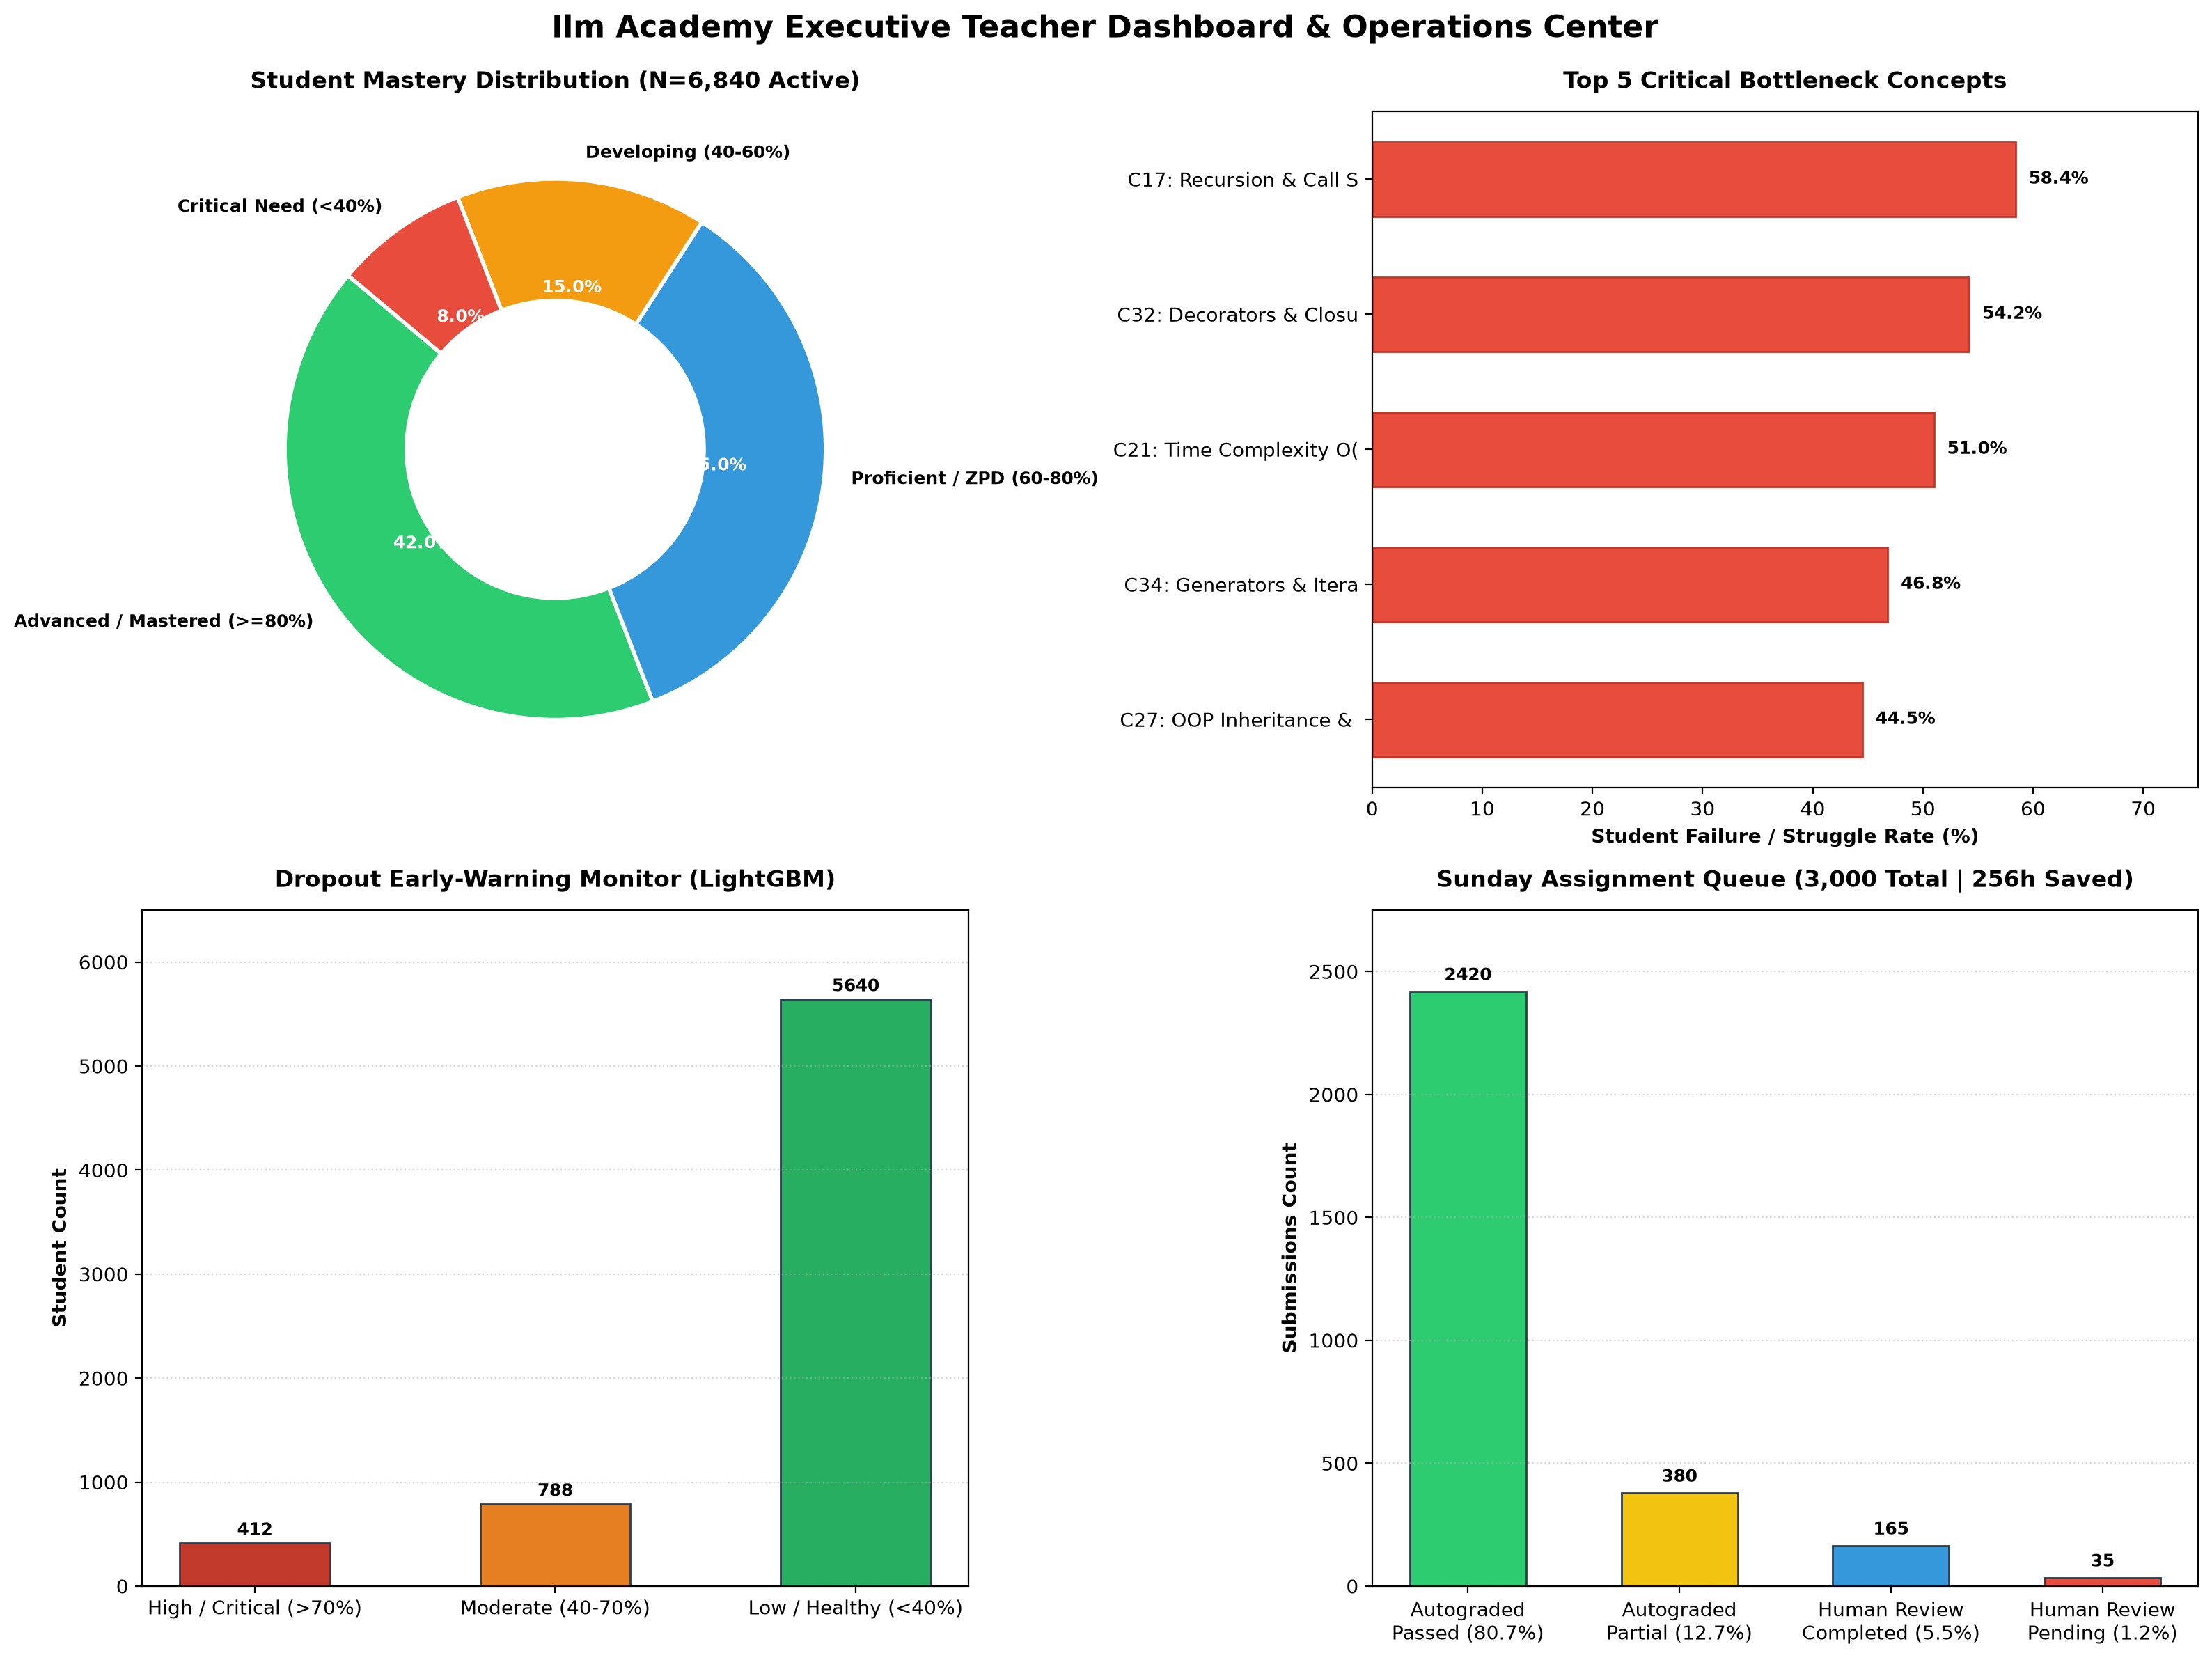 Ilm Academy Executive Teacher Dashboard & Operations Center
Student Mastery Distribution (N=6,840 Active)
Developing (40-60%)
Critical Need (<40%)
15.0%
8.0%
5.0%
Proficient / ZPD (60-80%)
42.0
Advanced / Mastered (>=80%)
Top 5 Critical Bottleneck Concepts
C17: Recursion & Call S
58.4%
C32: Decorators & Closu
54.2%
C21: Time Complexity O(
51.0%
C34: Generators & Itera
46.8%
C27: OOP Inheritance &
44.5%
0 10 20 30 40 50 60 70
Student Failure / Struggle Rate (%)
Dropout Early-Warning Monitor (LightGBM)
Student Count
6000
5000
4000
3000
2000
1000
0
412
788
5640
High / Critical (>70%)
Moderate (40-70%)
Low / Healthy (<40%)
Sunday Assignment Queue (3,000 Total | 256h Saved)
Submissions Count
2500
2000
1500
1000
500
0
2420
380
165
35
Autograded
Passed (80.7%)
Autograded
Partial (12.7%)
Human Review
Completed (5.5%)
Human Review
Pending (1.2%)